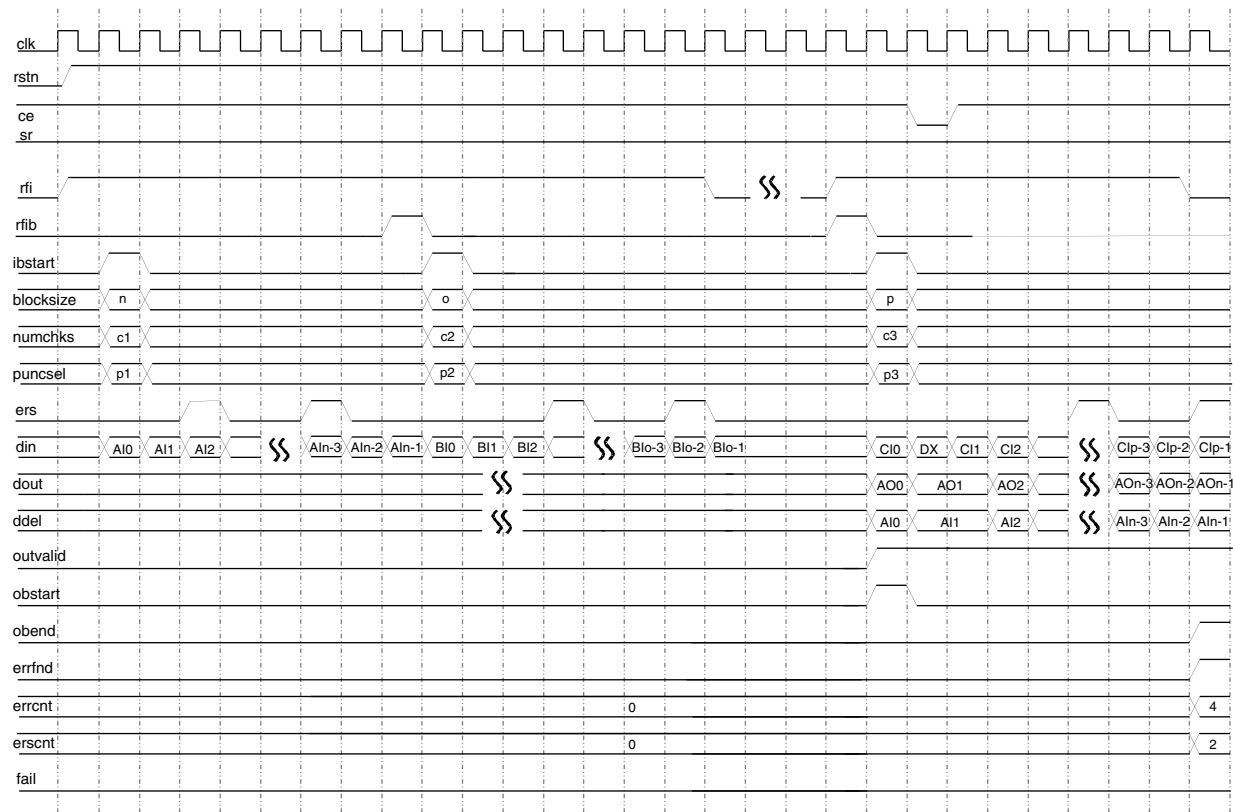 clk
rstn
ce
sr
rfi
rfib
ibstart
blocksize n o p
numchks c1 c2 c3
puncsel p1 p2 p3
ers
din AI0 AI1 AI2 AIn-3 AIn-2 AIn-1 BI0 BI1 BI2 BIo-3 BIo-2 BIo-1 CI0 DX CI1 CI2 CIp-3 CIp-2 CIp-1
dout AO0 AO1 AO2 AOn-3 AOn-2 AOn-1
ddel AI0 AI1 AI2 AIn-3 AIn-2 AIn-1
outvalid
obstart
obend
errfnd
errcnt 0 4
erscnt 0 2
fail